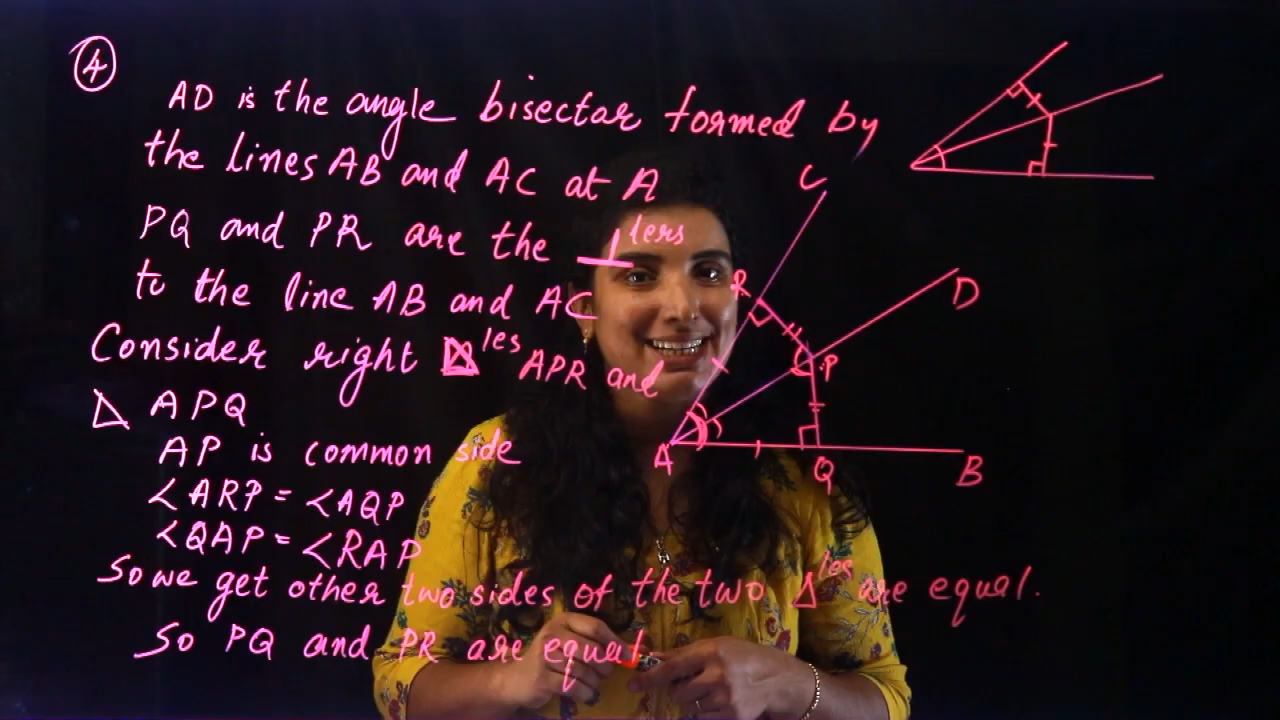 4
AD is the angle bisectar formed by
the lines AB and AC at A
PQ and PR are the ⊥lers
to the line AB and AC
Consider right △les APR and
△ APQ
AP is common side
∠ARP = ∠AQP
∠QAP = ∠RAP
So we get other two sides of the two △les are equal.
So PQ and PR are equal.
C
R
D
P
A
Q
B